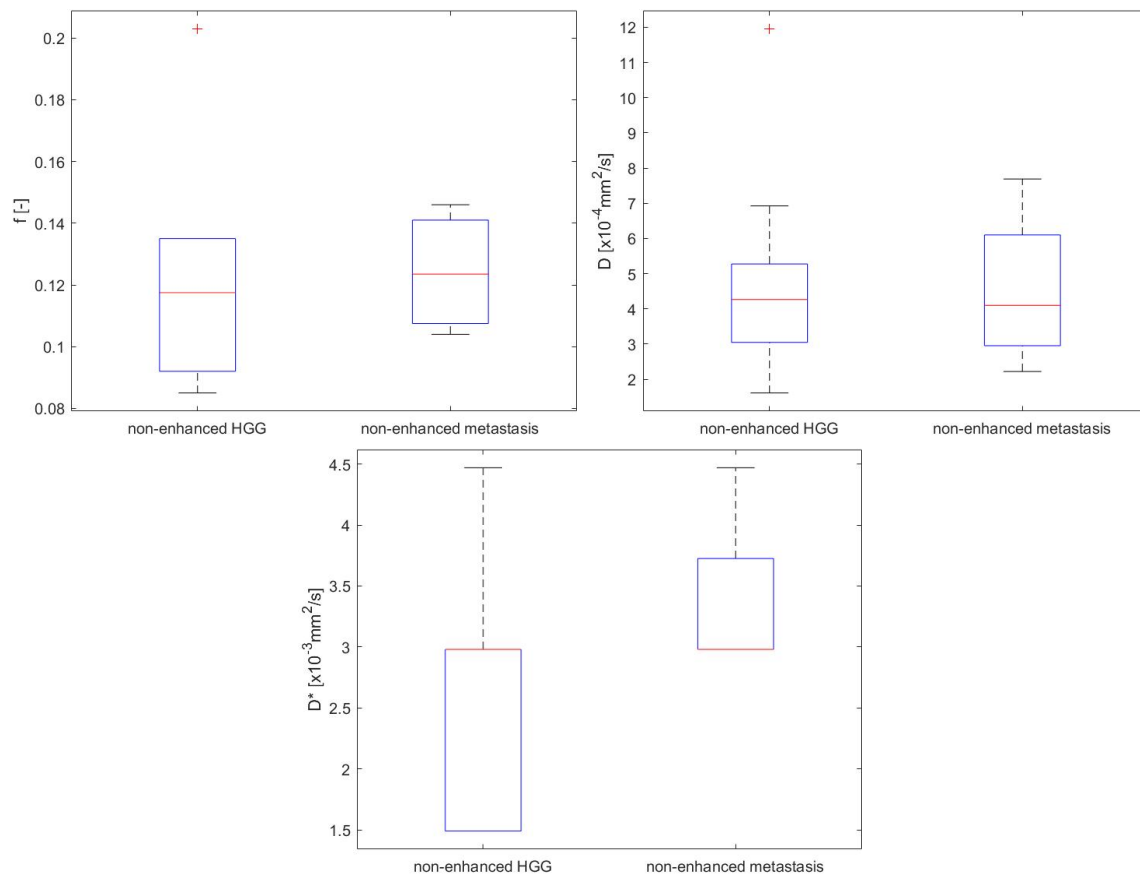 0.2
0.18
0.16
0.14
0.12
0.1
0.08
f [-]
non-enhanced HGG
non-enhanced metastasis
12
11
10
9
8
7
6
5
4
3
2
D [x10-4mm2/s]
non-enhanced HGG
non-enhanced metastasis
4.5
4
3.5
3
2.5
2
1.5
D* [x10-3mm2/s]
non-enhanced HGG
non-enhanced metastasis